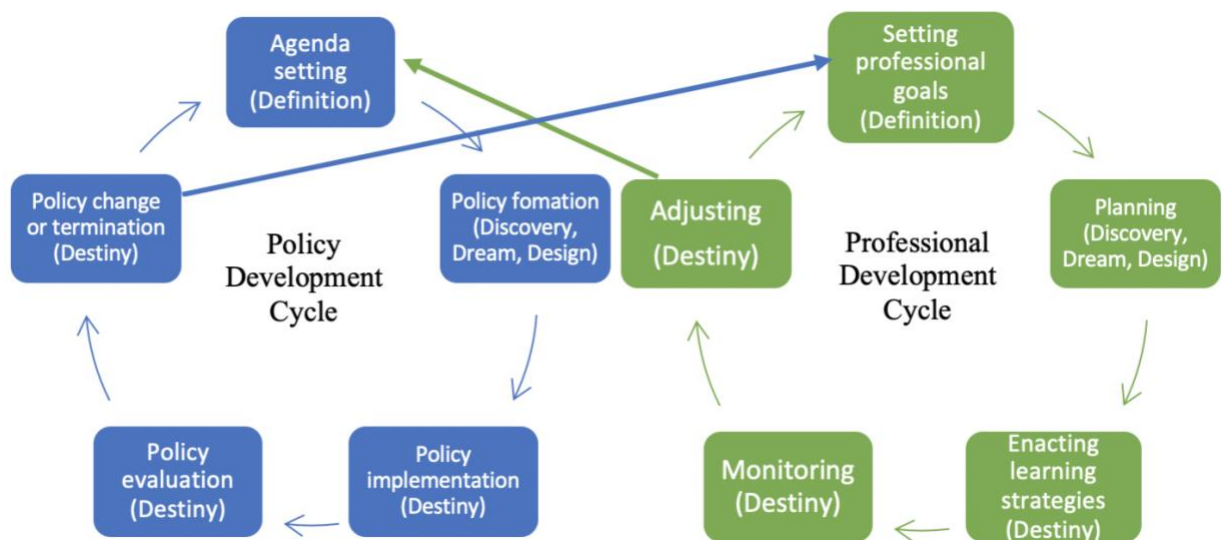 Agenda
setting
(Definition)
Setting
professional
goals
(Definition)
Policy change
or termination
(Destiny)
Policy
Development
Cycle
Policy fomation
(Discovery,
Dream, Design)
Adjusting
(Destiny)
Professional
Development
Cycle
Planning
(Discovery,
Dream, Design)
Policy
evaluation
(Destiny)
Policy
implementation
(Destiny)
Monitoring
(Destiny)
Enacting
learning
strategies
(Destiny)